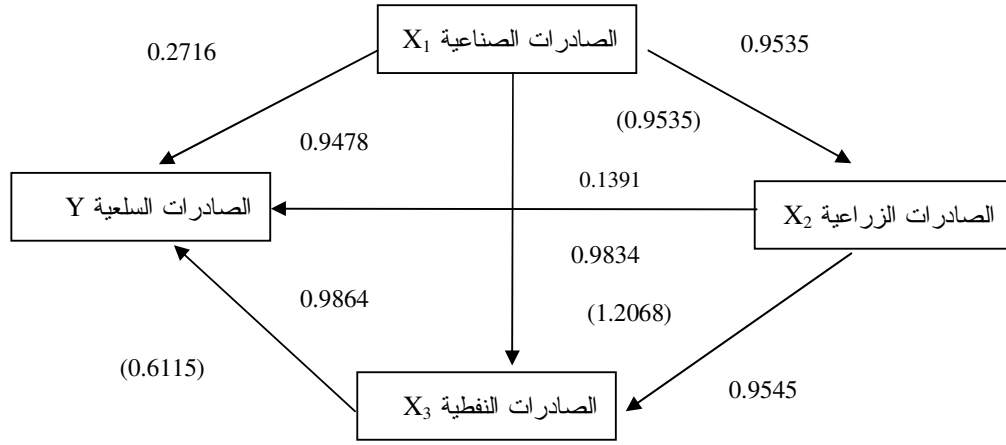 الصادرات الصناعية X₁
0.2716
0.9535
(0.9535)
0.9478
0.1391
الصادرات السلعية Y
الصادرات الزراعية X₂
0.9834
0.9864
(1.2068)
(0.6115)
0.9545
الصادرات النفطية X₃